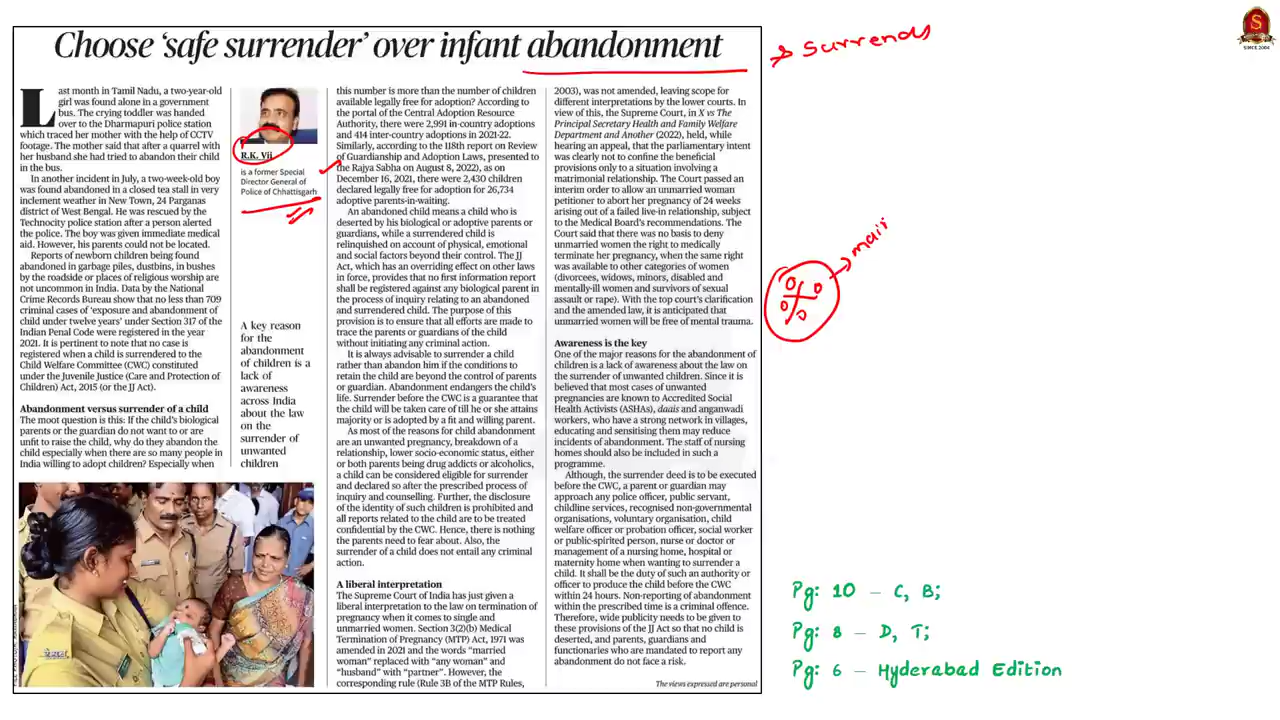 Choose 'safe surrender' over infant abandonment
Last month in Tamil Nadu, a two-year-old
girl was found alone in a government
bus. The crying toddler was handed
over to the Dharmapuri police station
which traced her mother with the help of CCTV
footage. The mother said that after a quarrel with
her husband she had tried to abandon their child
in the bus.
In another incident in July, a two-week-old boy
was found abandoned in a closed tea stall in very
inclement weather in New Town, 24 Parganas
district of West Bengal. He was rescued by the
Technocity police station after a person alerted
the police. The boy was given immediate medical
aid. However, his parents could not be located.
Reports of newborn children being found
abandoned in garbage piles, dustbins, in bushes
by the roadside or places of religious worship are
not uncommon in India. Data by the National
Crime Records Bureau show that no less than 709
criminal cases of 'exposure and abandonment of
child under twelve years' under Section 317 of the
Indian Penal Code were registered in the year
2021. It is pertinent to note that no case is
registered when a child is surrendered to the
Child Welfare Committee (CWC) constituted
under the Juvenile Justice (Care and Protection of
Children) Act, 2015 (or the JJ Act).
Abandonment versus surrender of a child
The moot question is this: If the child's biological
parents or the guardian do not want to or are
unfit to raise the child, why do they abandon the
child especially when there are so many people in
India willing to adopt children? Especially when
R.K. Vij
is a former Special
Director General of
Police of Chhattisgarh
A key reason
for the
abandonment
of children is a
lack of
awareness
across India
about the law
on the
surrender of
unwanted
children
this number is more than the number of children
available legally free for adoption? According to
the portal of the Central Adoption Resource
Authority, there were 2,991 in-country adoptions
and 414 inter-country adoptions in 2021-22.
Similarly, according to the 118th report on Review
of Guardianship and Adoption Laws, presented to
the Rajya Sabha on August 8, 2022), as on
December 16, 2021, there were 2,430 children
declared legally free for adoption for 26,734
adoptive parents-in-waiting.
An abandoned child means a child who is
deserted by his biological or adoptive parents or
guardians, while a surrendered child is
relinquished on account of physical, emotional
and social factors beyond their control. The JJ
Act, which has an overriding effect on other laws
in force, provides that no first information report
shall be registered against any biological parent in
the process of inquiry relating to an abandoned
and surrendered child. The purpose of this
provision is to ensure that all efforts are made to
trace the parents or guardians of the child
without initiating any criminal action.
It is always advisable to surrender a child
rather than abandon him if the conditions to
retain the child are beyond the control of parents
or guardian. Abandonment endangers the child's
life. Surrender before the CWC is a guarantee that
the child will be taken care of till he or she attains
majority or is adopted by a fit and willing parent.
As most of the reasons for child abandonment
are an unwanted pregnancy, breakdown of a
relationship, lower socio-economic status, either
or both parents being drug addicts or alcoholics,
a child can be considered eligible for surrender
and declared so after the prescribed process of
inquiry and counselling. Further, the disclosure
of the identity of such children is prohibited and
all reports related to the child are to be treated
confidential by the CWC. Hence, there is nothing
the parents need to fear about. Also, the
surrender of a child does not entail any criminal
action.
A liberal interpretation
The Supreme Court of India has just given a
liberal interpretation to the law on termination of
pregnancy when it comes to single and
unmarried women. Section 3(2)(b) Medical
Termination of Pregnancy (MTP) Act, 1971 was
amended in 2021 and the words "married
woman" replaced with "any woman" and
"husband" with "partner". However, the
corresponding rule (Rule 3B of the MTP Rules,
2003), was not amended, leaving scope for
different interpretations by the lower courts. In
view of this, the Supreme Court, in X vs The
Principal Secretary Health and Family Welfare
Department and Another (2022), held, while
hearing an appeal, that the parliamentary intent
was clearly not to confine the beneficial
provisions only to a situation involving a
matrimonial relationship. The Court passed an
interim order to allow an unmarried woman
petitioner to abort her pregnancy of 24 weeks
arising out of a failed live-in relationship, subject
to the Medical Board's recommendations. The
Court said that there was no basis to deny
unmarried women the right to medically
terminate her pregnancy, when the same right
was available to other categories of women
(divorcees, widows, minors, disabled and
mentally-ill women and survivors of sexual
assault or rape). With the top court's clarification
and the amended law, it is anticipated that
unmarried women will be free of mental trauma.
Awareness is the key
One of the major reasons for the abandonment of
children is a lack of awareness about the law on
the surrender of unwanted children. Since it is
believed that most cases of unwanted
pregnancies are known to Accredited Social
Health Activists (ASHAs), daais and anganwadi
workers, who have a strong network in villages,
educating and sensitising them may reduce
incidents of abandonment. The staff of nursing
homes should also be included in such a
programme.
Although, the surrender deed is to be executed
before the CWC, a parent or guardian may
approach any police officer, public servant,
childline services, recognised non-governmental
organisations, voluntary organisation, child
welfare officer or probation officer, social worker
or public-spirited person, nurse or doctor or
management of a nursing home, hospital or
maternity home when wanting to surrender a
child. It shall be the duty of such an authority or
officer to produce the child before the CWC
within 24 hours. Non-reporting of abandonment
within the prescribed time is a criminal offence.
Therefore, wide publicity needs to be given to
these provisions of the JJ Act so that no child is
deserted, and parents, guardians and
functionaries who are mandated to report any
abandonment do not face a risk.
The views expressed are personal
Surrender
Pg: 10 – C, B;
Pg: 8 – D, T;
Pg: 6 – Hyderabad Edition
S
SINCE 2004